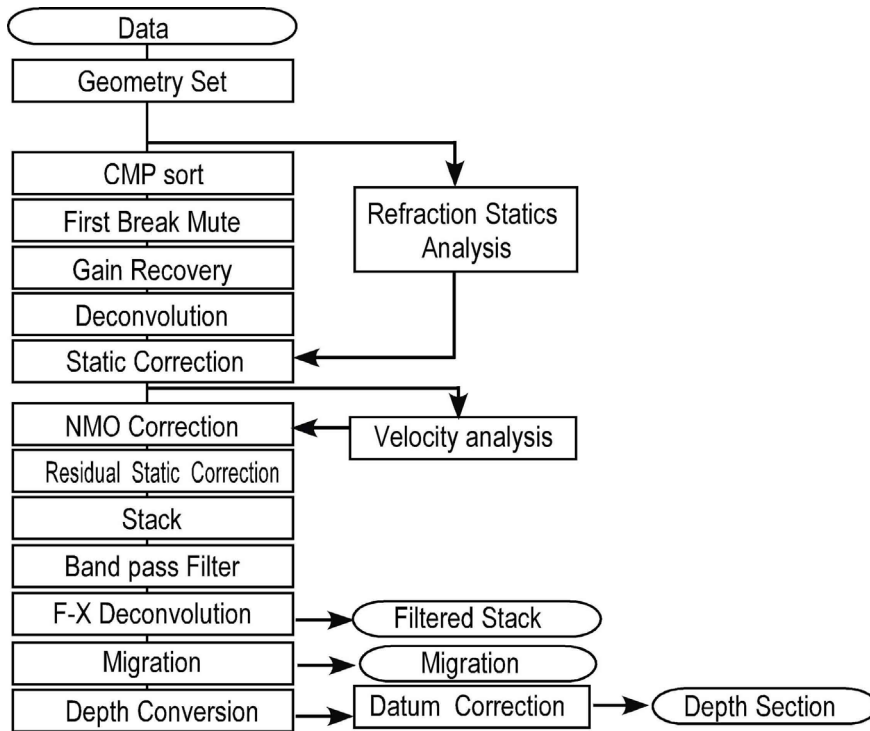 Data
Geometry Set
CMP sort
First Break Mute
Gain Recovery
Deconvolution
Static Correction
Refraction Statics
Analysis
NMO Correction
Velocity analysis
Residual Static Correction
Stack
Band pass Filter
F-X Deconvolution
Filtered Stack
Migration
Migration
Depth Conversion
Datum Correction
Depth Section